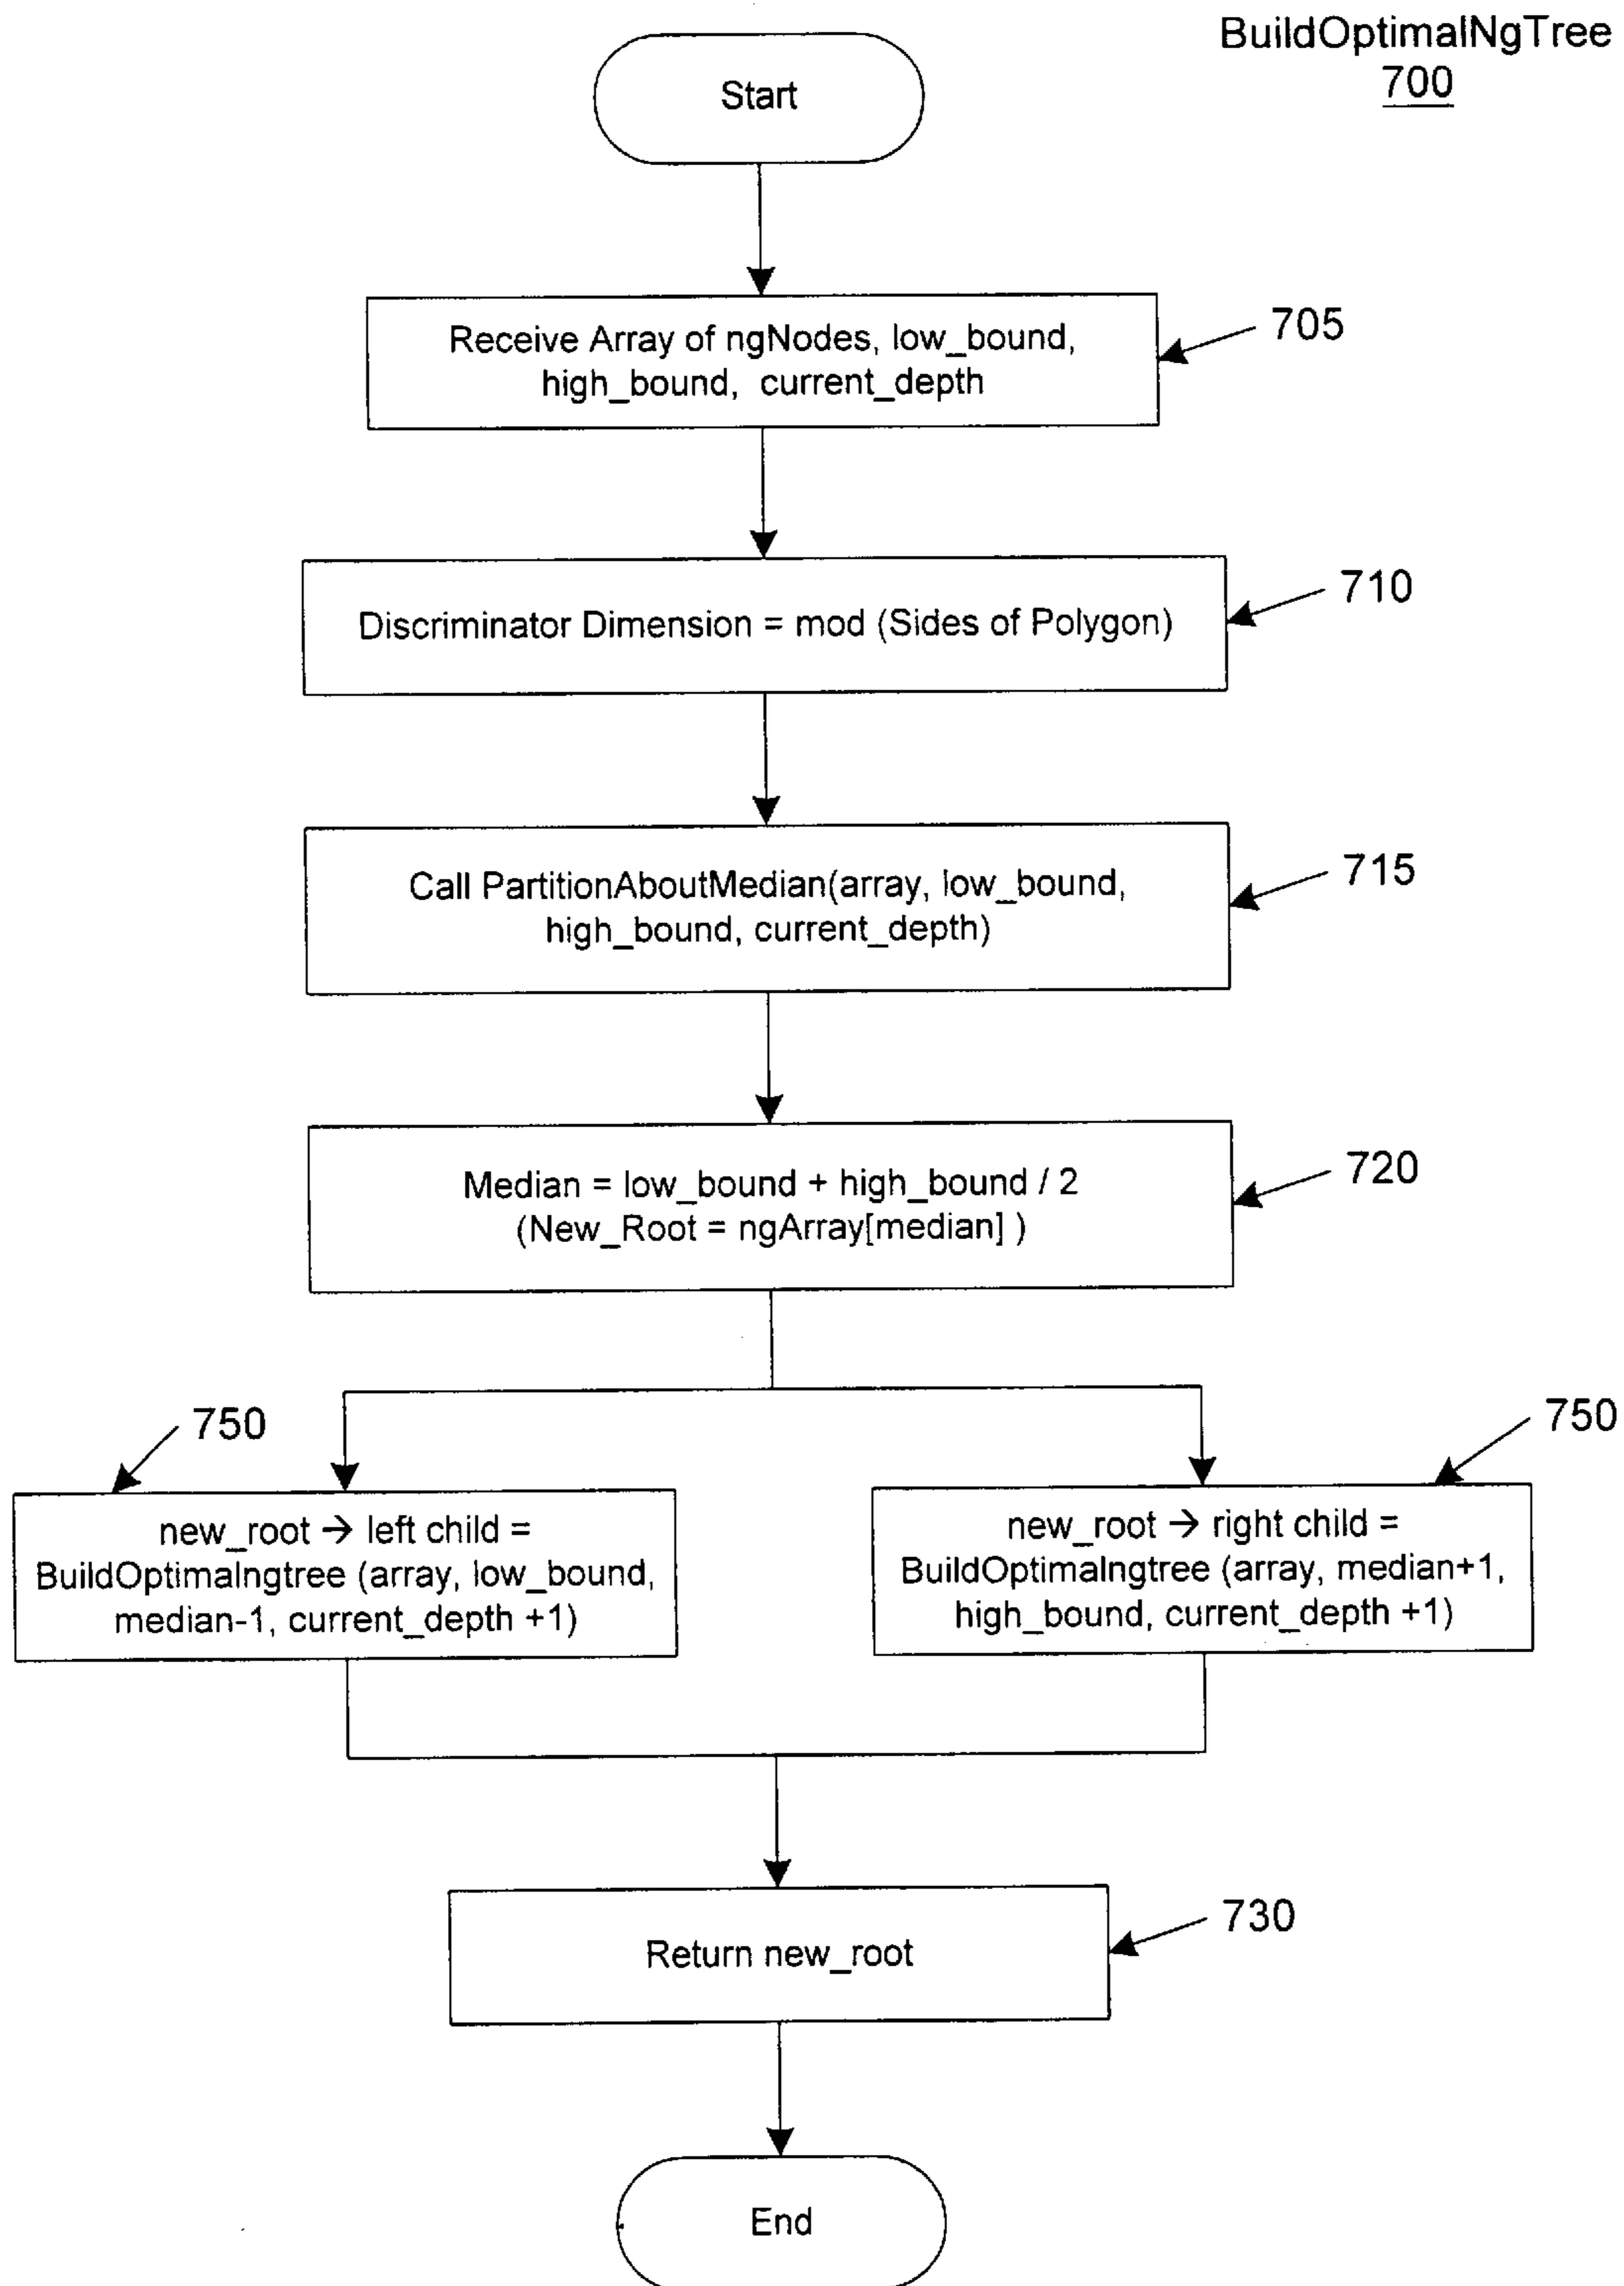 BuildOptimalNgTree
700
Start
Receive Array of ngNodes, low_bound,
high_bound, current_depth
705
Discriminator Dimension = mod (Sides of Polygon)
710
Call PartitionAboutMedian(array, low_bound,
high_bound, current_depth)
715
Median = low_bound + high_bound / 2
(New_Root = ngArray[median] )
720
750
new_root → left child =
BuildOptimalngtree (array, low_bound,
median-1, current_depth +1)
750
new_root → right child =
BuildOptimalngtree (array, median+1,
high_bound, current_depth +1)
Return new_root
730
End